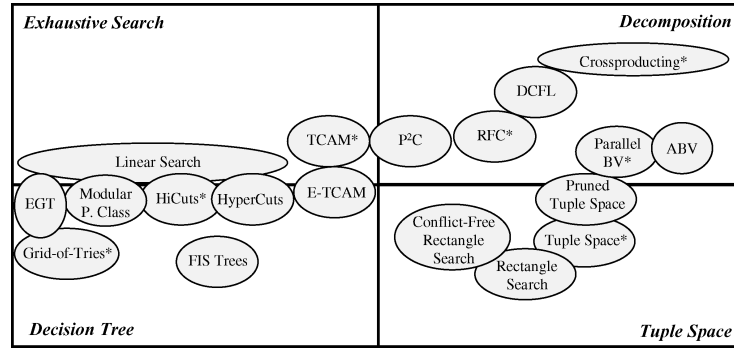 Exhaustive Search
Decomposition
Crossproducting*
DCFL
TCAM*
P²C
RFC*
Parallel
BV*
ABV
Linear Search
EGT
Modular
P. Class
HiCuts*
HyperCuts
E-TCAM
Pruned
Tuple Space
Conflict-Free
Rectangle
Search
Tuple Space*
Grid-of-Tries*
FIS Trees
Rectangle
Search
Decision Tree
Tuple Space